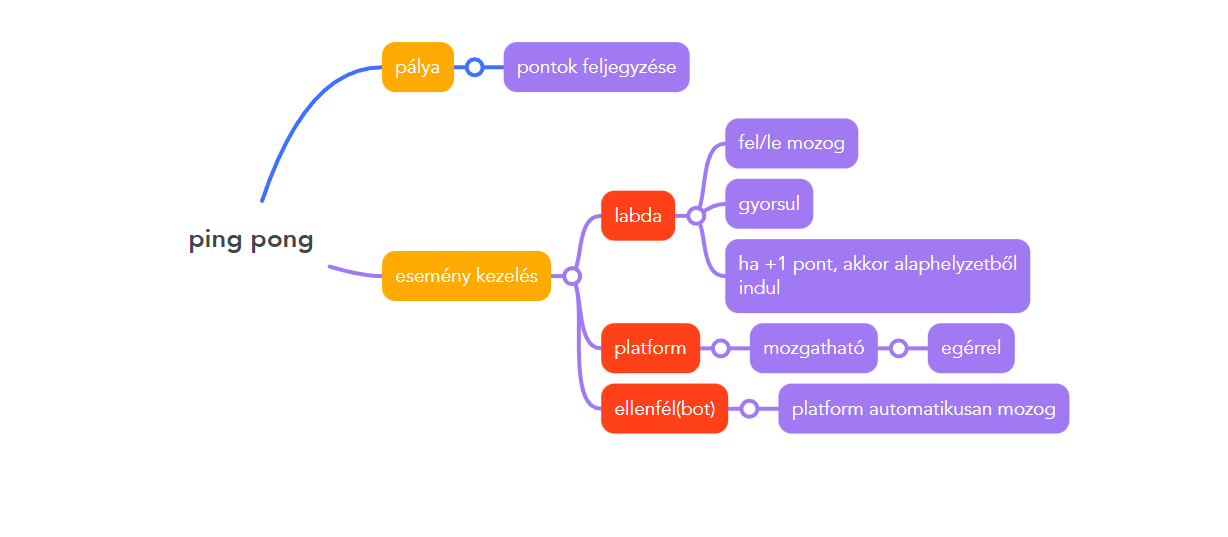 pálya
pontok feljegyzése
ping pong
esemény kezelés
labda
fel/le mozog
gyorsul
ha +1 pont, akkor alaphelyzetből
indul
platform
mozgatható
egérrel
ellenfél(bot)
platform automatikusan mozog